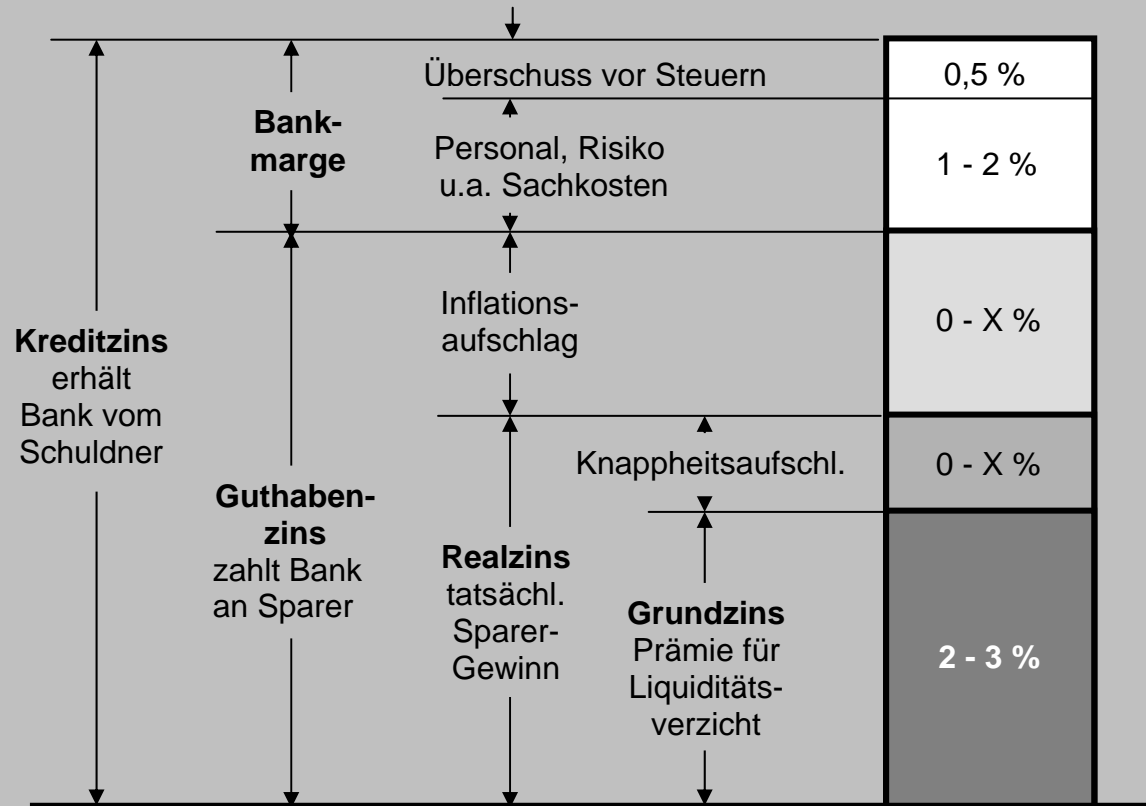 Überschuss vor Steuern
0,5 %
Bank-
marge
Personal, Risiko
u.a. Sachkosten
1 - 2 %
Inflations-
aufschlag
0 - X %
Kreditzins
erhält
Bank vom
Schuldner
Knappheitsaufschl.
0 - X %
Guthaben-
zins
zahlt Bank
an Sparer
Realzins
tatsächl.
Sparer-
Gewinn
Grundzins
Prämie für
Liquiditäts-
verzicht
2 - 3 %